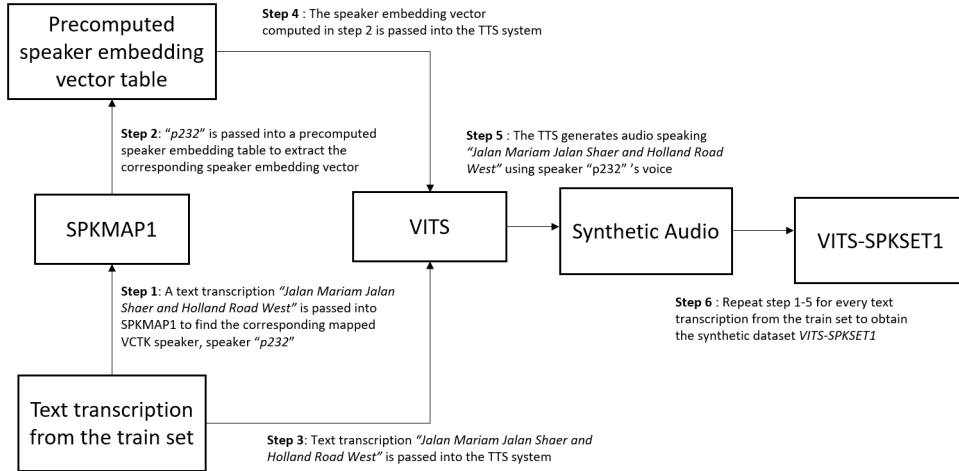 Precomputed
speaker embedding
vector table
Step 4 : The speaker embedding vector
computed in step 2 is passed into the TTS system
Step 2: “p232” is passed into a precomputed
speaker embedding table to extract the
corresponding speaker embedding vector
Step 5 : The TTS generates audio speaking
“Jalan Mariam Jalan Shaer and Holland Road
West” using speaker “p232” ’s voice
SPKMAP1
VITS
Synthetic Audio
VITS-SPKSET1
Step 1: A text transcription “Jalan Mariam Jalan
Shaer and Holland Road West” is passed into
SPKMAP1 to find the corresponding mapped
VCTK speaker, speaker “p232”
Step 6 : Repeat step 1-5 for every text
transcription from the train set to obtain
the synthetic dataset VITS-SPKSET1
Text transcription
from the train set
Step 3: Text transcription “Jalan Mariam Jalan Shaer and
Holland Road West” is passed into the TTS system